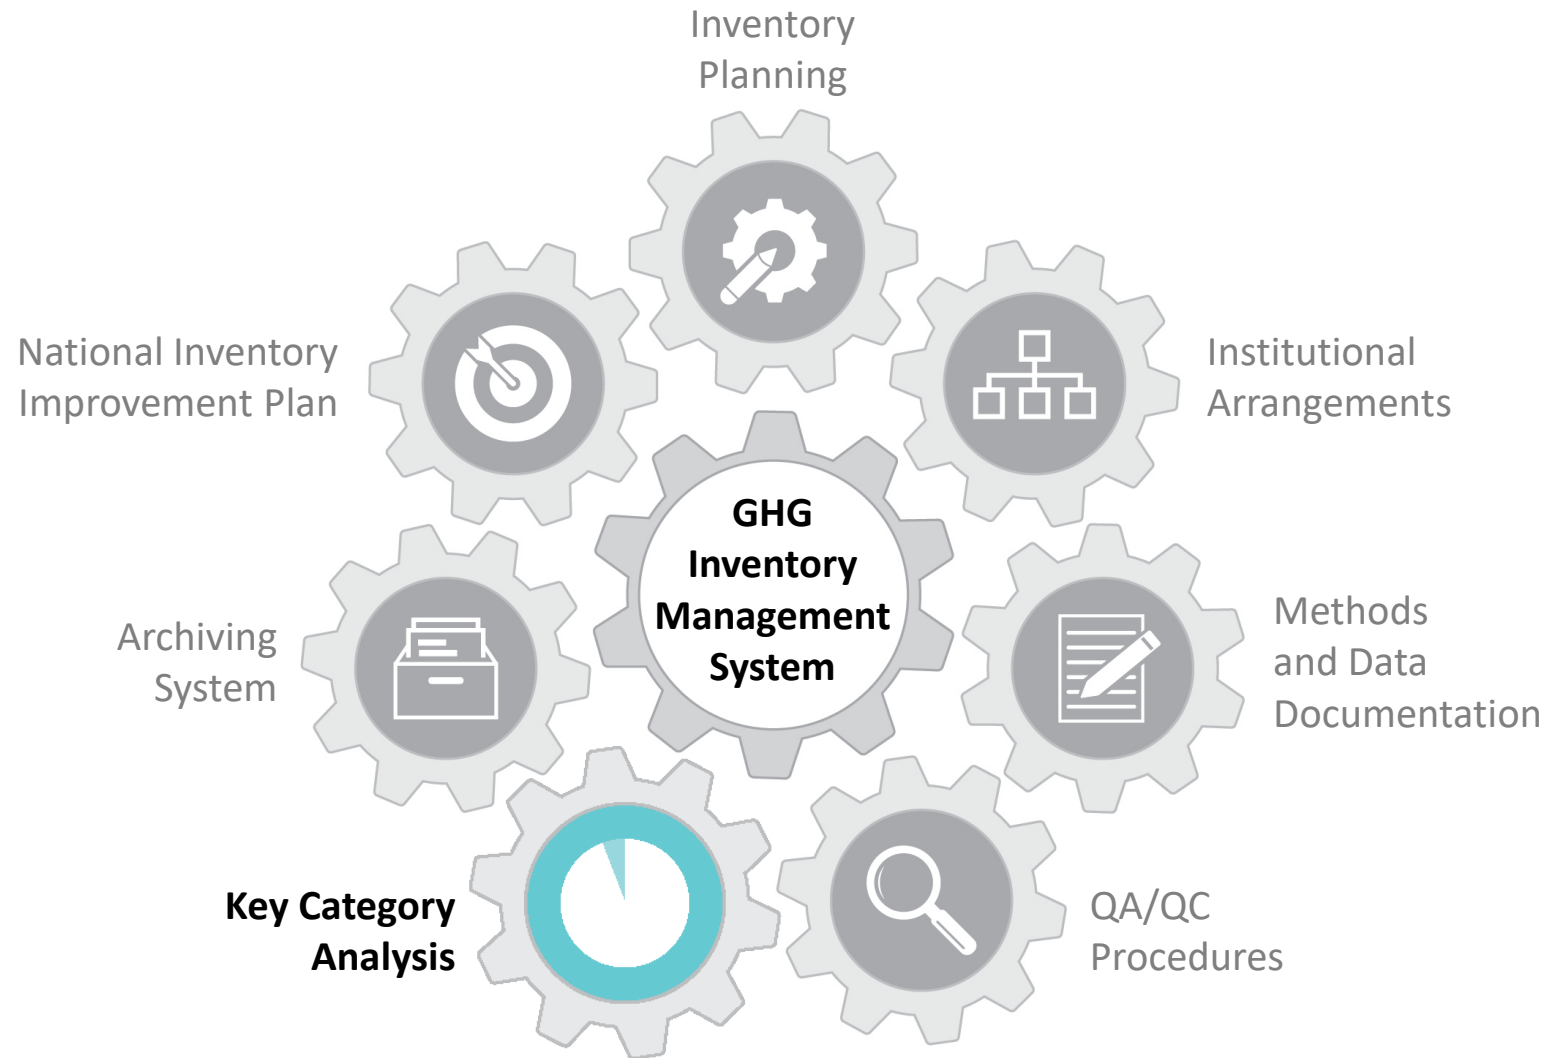 Inventory
Planning
National Inventory
Improvement Plan
Institutional
Arrangements
GHG
Inventory
Management
System
Archiving
System
Methods
and Data
Documentation
Key Category
Analysis
QA/QC
Procedures